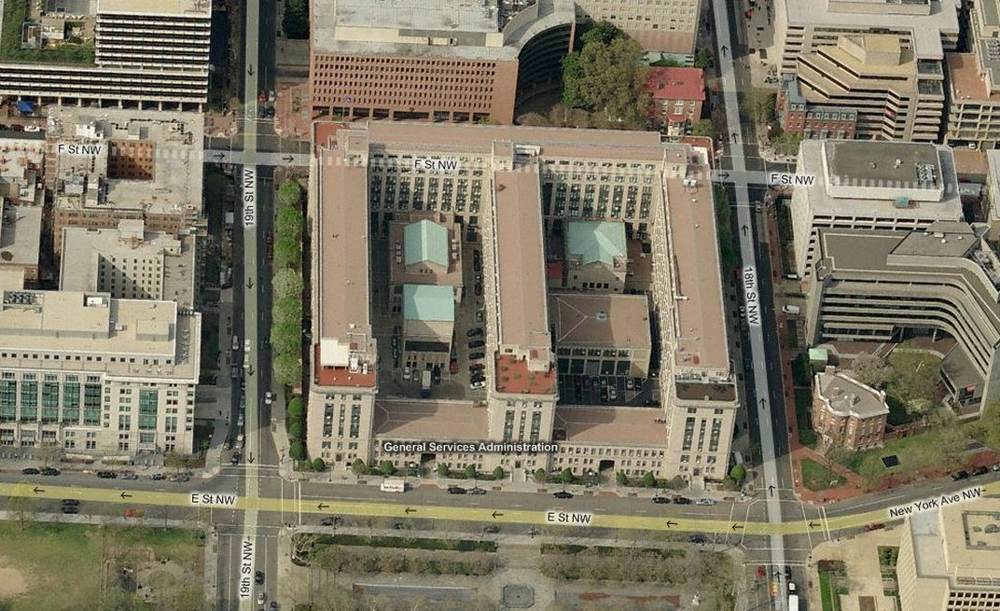 F St NW
F St NW
F St NW
19th St NW
18th St NW
General Services Administration
E St NW
E St NW
New York Ave NW
19th St NW